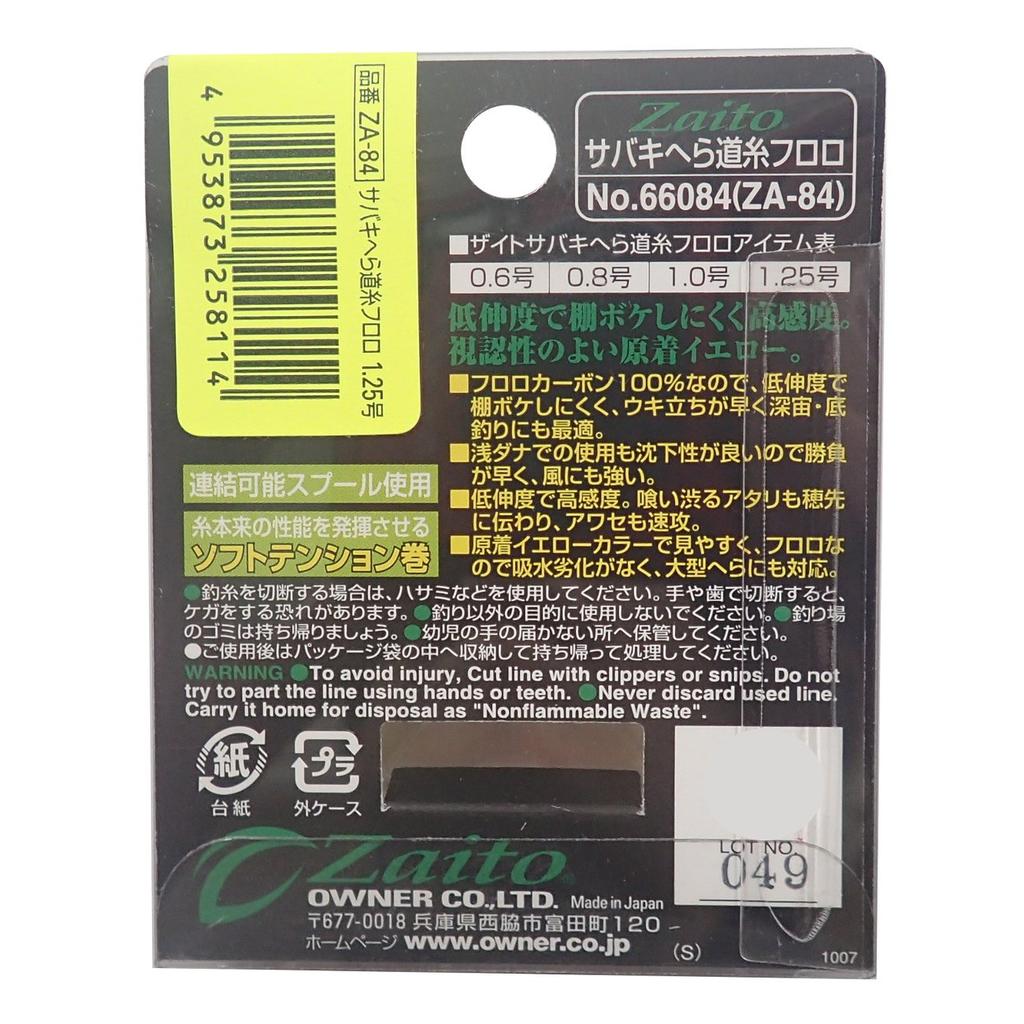 品番 ZA-84 サバキへら道糸フロロ 1.25号
4 953873 258114
Zaito
サバキへら道糸フロロ
No.66084(ZA-84)
■ザイトサバキへら道糸フロロアイテム表
0.6号 0.8号 1.0号 1.25号
低伸度で棚ボケしにくく高感度。
視認性のよい原着イエロー。
■フロロカーボン100%なので、低伸度で
棚ボケしにくく、ウキ立ちが早く深宙・底
釣りにも最適。
■浅ダナでの使用も沈下性が良いので勝負
が早く、風にも強い。
■低伸度で高感度。喰い渋るアタリも穂先
に伝わり、アワセも速攻。
■原着イエローカラーで見やすく、フロロな
ので吸水劣化がなく、大型へらにも対応。
連結可能スプール使用
糸本来の性能を発揮させる
ソフトテンション巻
●釣糸を切断する場合は、ハサミなどを使用してください。手や歯で切断すると、
ケガをする恐れがあります。●釣り以外の目的に使用しないでください。●釣り場
のゴミは持ち帰りましょう。●幼児の手の届かない所へ保管してください。
●ご使用後はパッケージ袋の中へ収納して持ち帰って処理してください。
WARNING ●To avoid injury, Cut line with clippers or snips. Do not
try to part the line using hands or teeth. ●Never discard used line.
Carry it home for disposal as "Nonflammable Waste".
紙
台紙
プラ
外ケース
LOT NO.
049
Zaito®
OWNER CO.,LTD. Made in Japan
〒677-0018 兵庫県西脇市富田町120
ホームページ www.owner.co.jp
(S)
1007